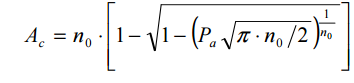 A_c = n_0 · [1 − √(1 − (P_a √(π · n_0 / 2))^(1/n_0))]